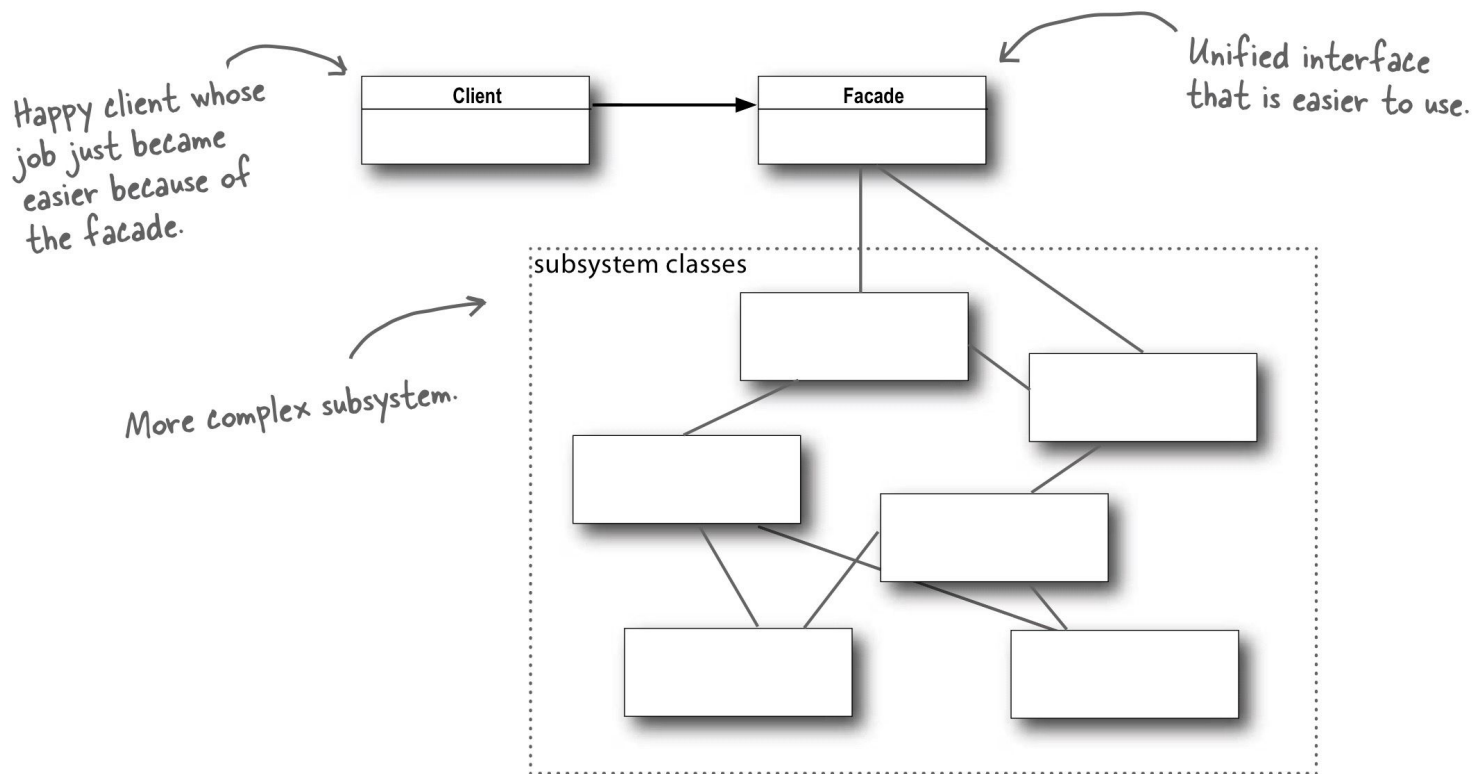 Happy client whose
job just became
easier because of
the facade.
Client
Facade
Unified interface
that is easier to use.
subsystem classes
More complex subsystem.